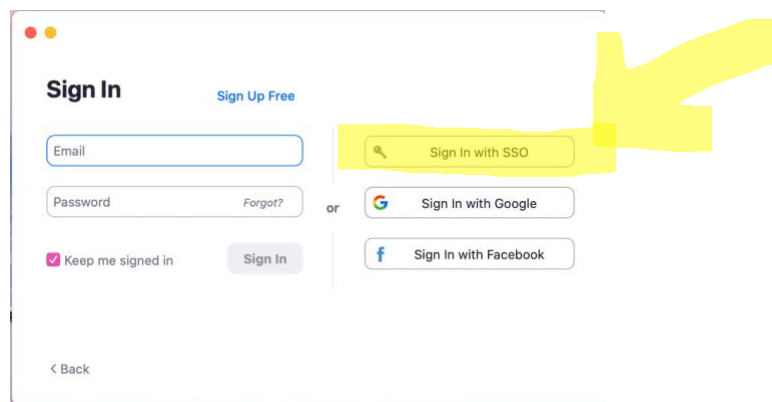 Sign In
Sign Up Free
Email
Password
Forgot?
Keep me signed in
Sign In
or
Sign In with SSO
Sign In with Google
Sign In with Facebook
< Back